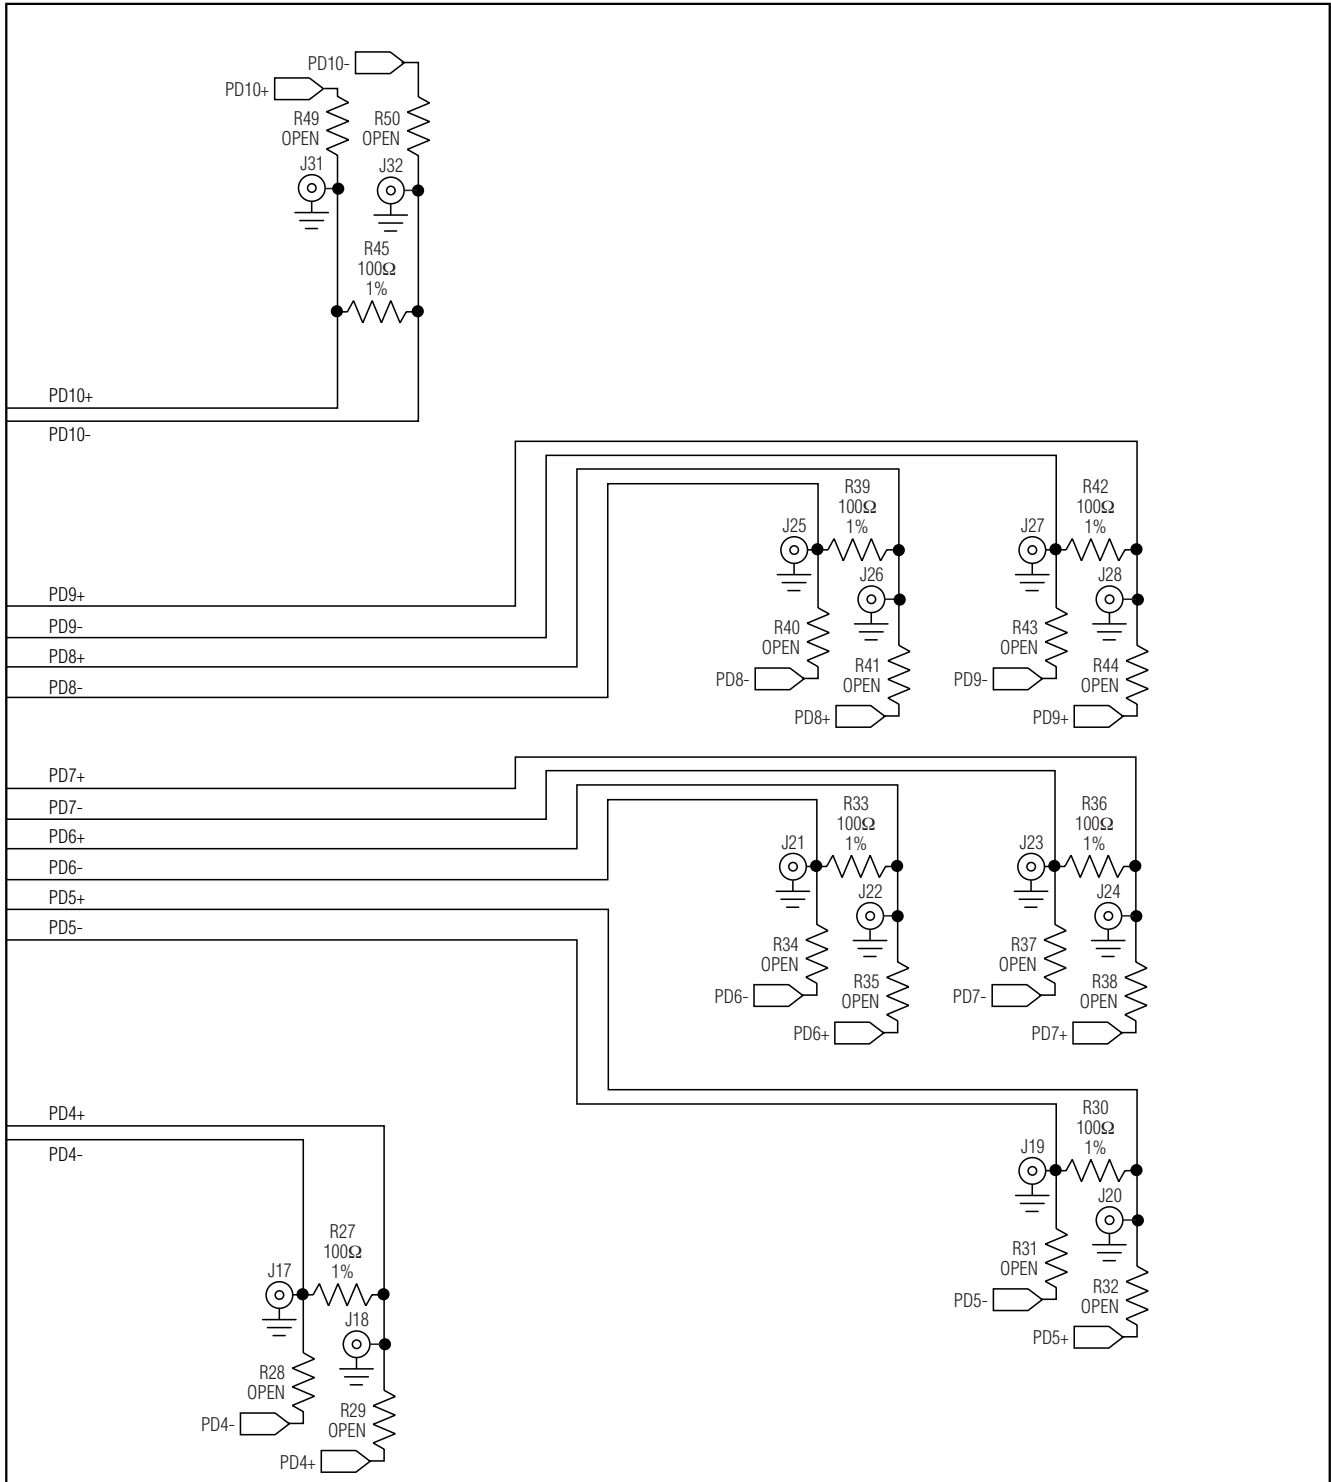 PD10-
PD10+
R49
OPEN
R50
OPEN
J31
J32
R45
100Ω
1%
PD10+
PD10-
R39
100Ω
1%
R42
100Ω
1%
J25
J27
J26
J28
PD9+
PD9-
PD8+
PD8-
R40
OPEN
R43
OPEN
R41
OPEN
R44
OPEN
PD8-
PD9-
PD8+
PD9+
PD7+
PD7-
PD6+
PD6-
PD5+
PD5-
R33
100Ω
1%
R36
100Ω
1%
J21
J23
J22
J24
R34
OPEN
R37
OPEN
R35
OPEN
R38
OPEN
PD6-
PD7-
PD6+
PD7+
PD4+
PD4-
R30
100Ω
1%
J19
J20
R31
OPEN
R32
OPEN
PD5-
PD5+
R27
100Ω
1%
J17
J18
R28
OPEN
R29
OPEN
PD4-
PD4+